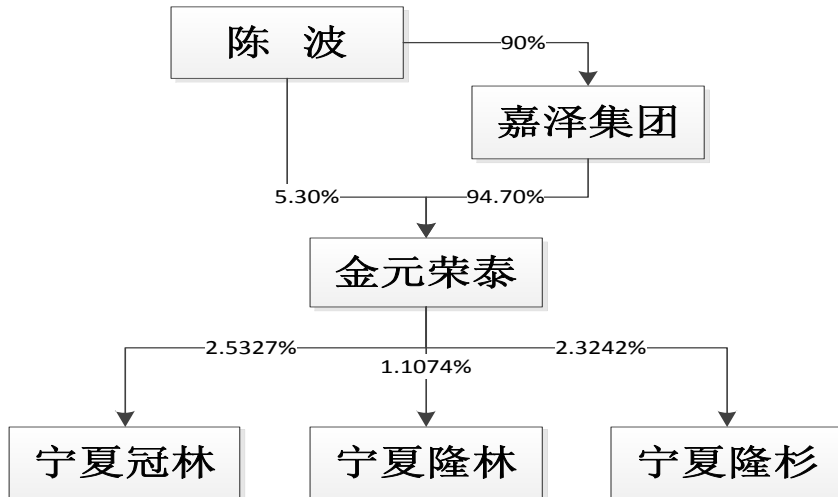 陈 波
90%
嘉泽集团
5.30%
94.70%
金元荣泰
2.5327%
1.1074%
2.3242%
宁夏冠林
宁夏隆林
宁夏隆杉